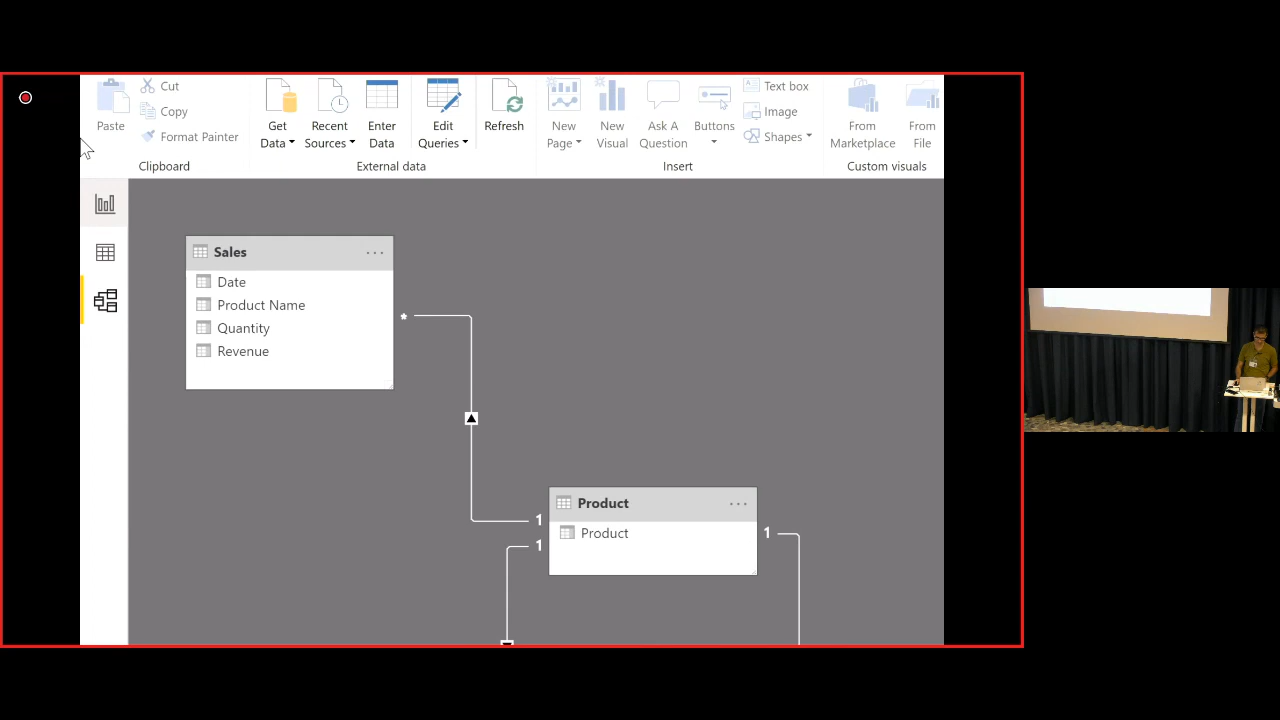 Paste
Cut
Copy
Format Painter
Clipboard
Get
Data
Recent
Sources
Enter
Data
Edit
Queries
Refresh
External data
New
Page
New
Visual
Ask A
Question
Buttons
Text box
Image
Shapes
Insert
From
Marketplace
From
File
Custom visuals
Sales
Date
Product Name
Quantity
Revenue
*
1
1
Product
Product
1